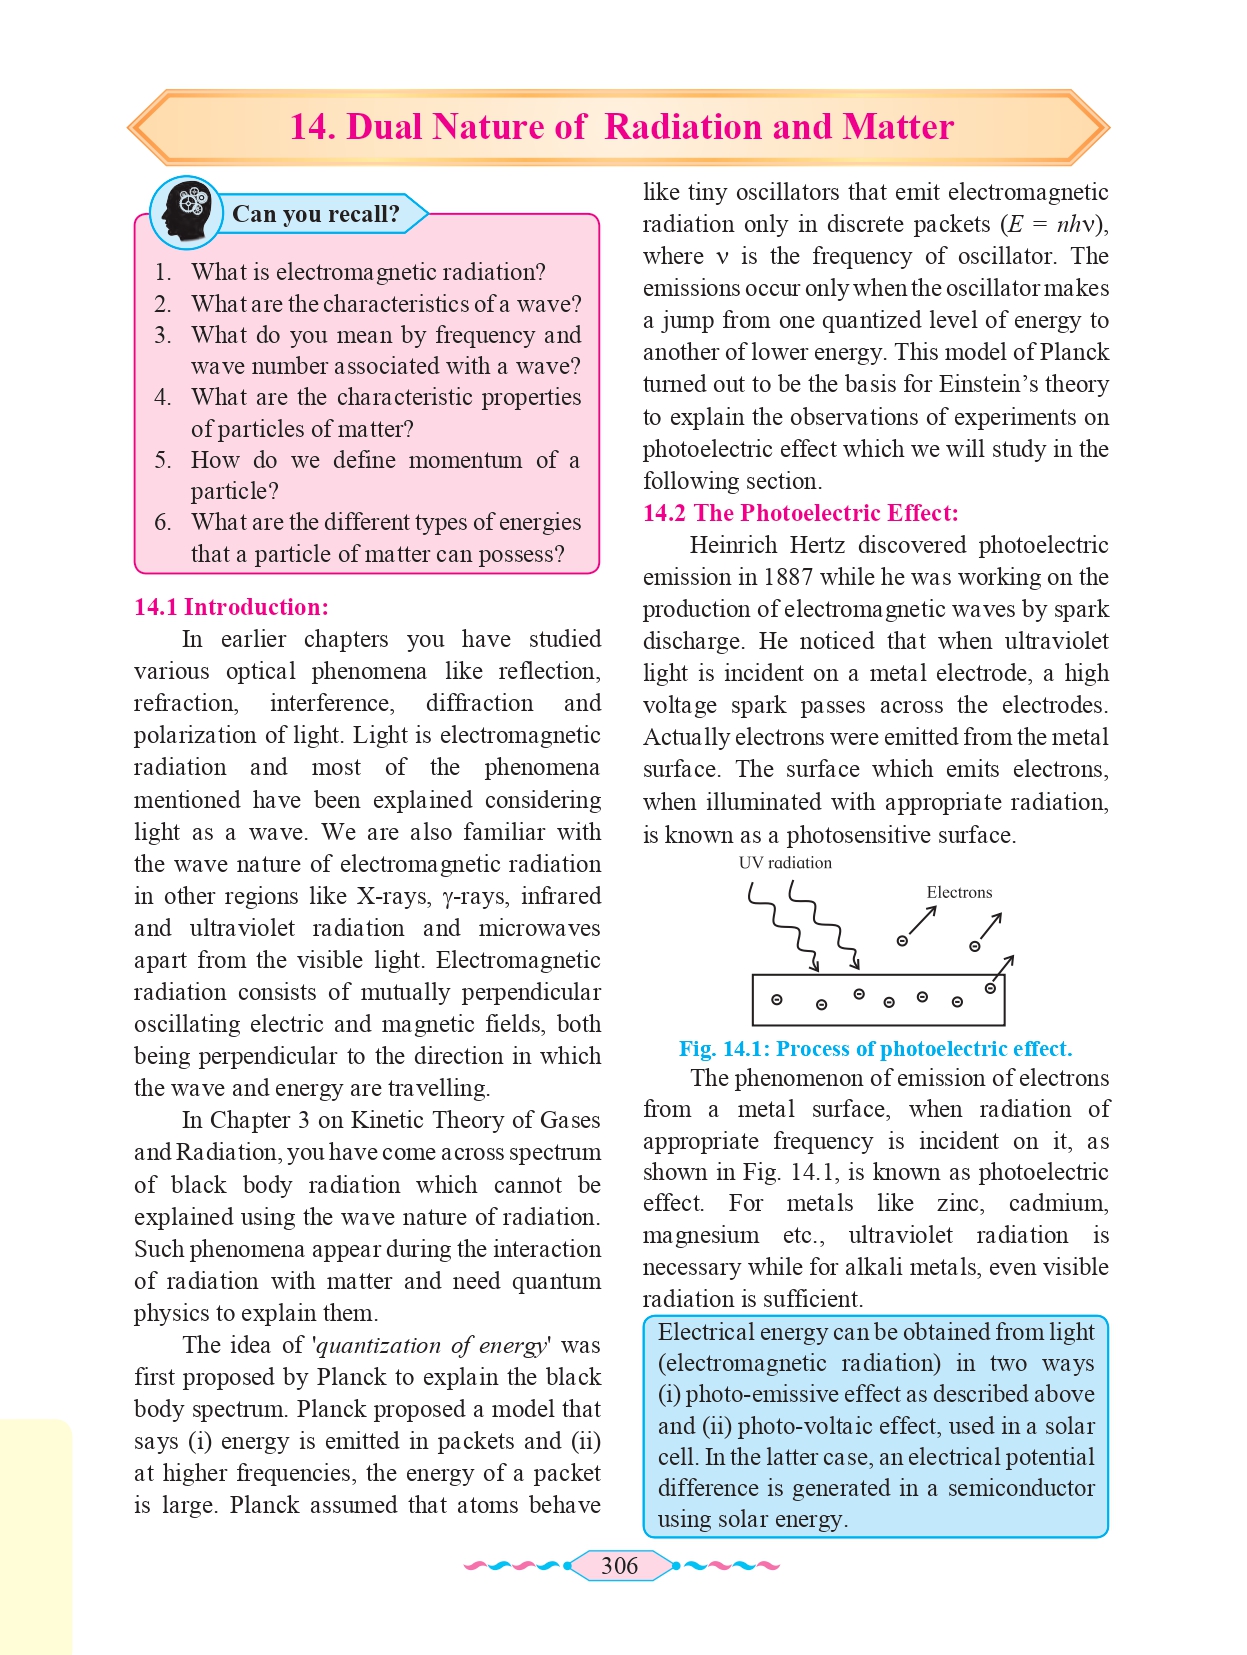 14. Dual Nature of Radiation and Matter
Can you recall?
1. What is electromagnetic radiation?
2. What are the characteristics of a wave?
3. What do you mean by frequency and
wave number associated with a wave?
4. What are the characteristic properties
of particles of matter?
5. How do we define momentum of a
particle?
6. What are the different types of energies
that a particle of matter can possess?
14.1 Introduction:
In earlier chapters you have studied
various optical phenomena like reflection,
refraction, interference, diffraction and
polarization of light. Light is electromagnetic
radiation and most of the phenomena
mentioned have been explained considering
light as a wave. We are also familiar with
the wave nature of electromagnetic radiation
in other regions like X-rays, γ-rays, infrared
and ultraviolet radiation and microwaves
apart from the visible light. Electromagnetic
radiation consists of mutually perpendicular
oscillating electric and magnetic fields, both
being perpendicular to the direction in which
the wave and energy are travelling.
In Chapter 3 on Kinetic Theory of Gases
and Radiation, you have come across spectrum
of black body radiation which cannot be
explained using the wave nature of radiation.
Such phenomena appear during the interaction
of radiation with matter and need quantum
physics to explain them.
The idea of 'quantization of energy' was
first proposed by Planck to explain the black
body spectrum. Planck proposed a model that
says (i) energy is emitted in packets and (ii)
at higher frequencies, the energy of a packet
is large. Planck assumed that atoms behave
like tiny oscillators that emit electromagnetic
radiation only in discrete packets (E = nhν),
where ν is the frequency of oscillator. The
emissions occur only when the oscillator makes
a jump from one quantized level of energy to
another of lower energy. This model of Planck
turned out to be the basis for Einstein's theory
to explain the observations of experiments on
photoelectric effect which we will study in the
following section.
14.2 The Photoelectric Effect:
Heinrich Hertz discovered photoelectric
emission in 1887 while he was working on the
production of electromagnetic waves by spark
discharge. He noticed that when ultraviolet
light is incident on a metal electrode, a high
voltage spark passes across the electrodes.
Actually electrons were emitted from the metal
surface. The surface which emits electrons,
when illuminated with appropriate radiation,
is known as a photosensitive surface.
UV radiation
Electrons
Fig. 14.1: Process of photoelectric effect.
The phenomenon of emission of electrons
from a metal surface, when radiation of
appropriate frequency is incident on it, as
shown in Fig. 14.1, is known as photoelectric
effect. For metals like zinc, cadmium,
magnesium etc., ultraviolet radiation is
necessary while for alkali metals, even visible
radiation is sufficient.
Electrical energy can be obtained from light
(electromagnetic radiation) in two ways
(i) photo-emissive effect as described above
and (ii) photo-voltaic effect, used in a solar
cell. In the latter case, an electrical potential
difference is generated in a semiconductor
using solar energy.
306